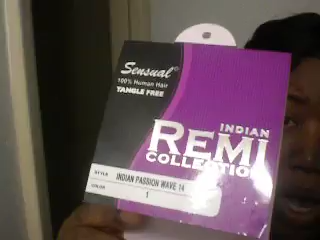 Sensual®
100% Human Hair
TANGLE FREE
INDIAN
REMI
COLLECTION
STYLE INDIAN PASSION WAVE 14
COLOR 1